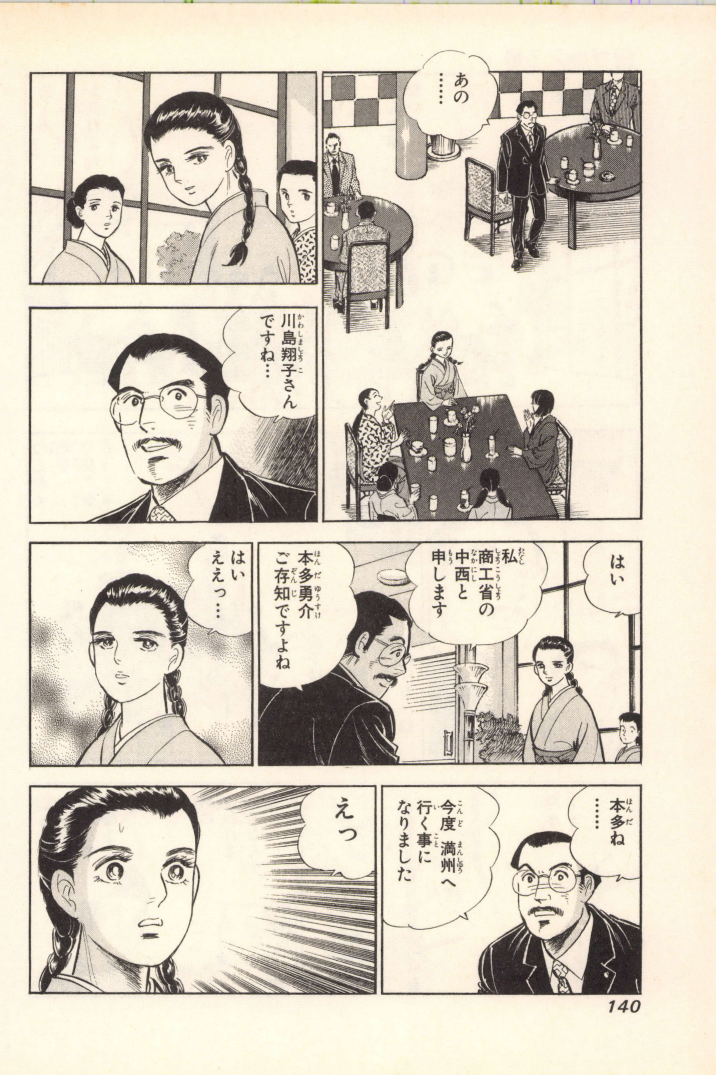 あの
……
川島翔子さん
ですね…
はい
私
商工省の
中西と
申します
本多勇介
ご存知ですよね
はい
ええっ…
本多ね
……
今度 満州へ
行く事に
なりました
えっ
140